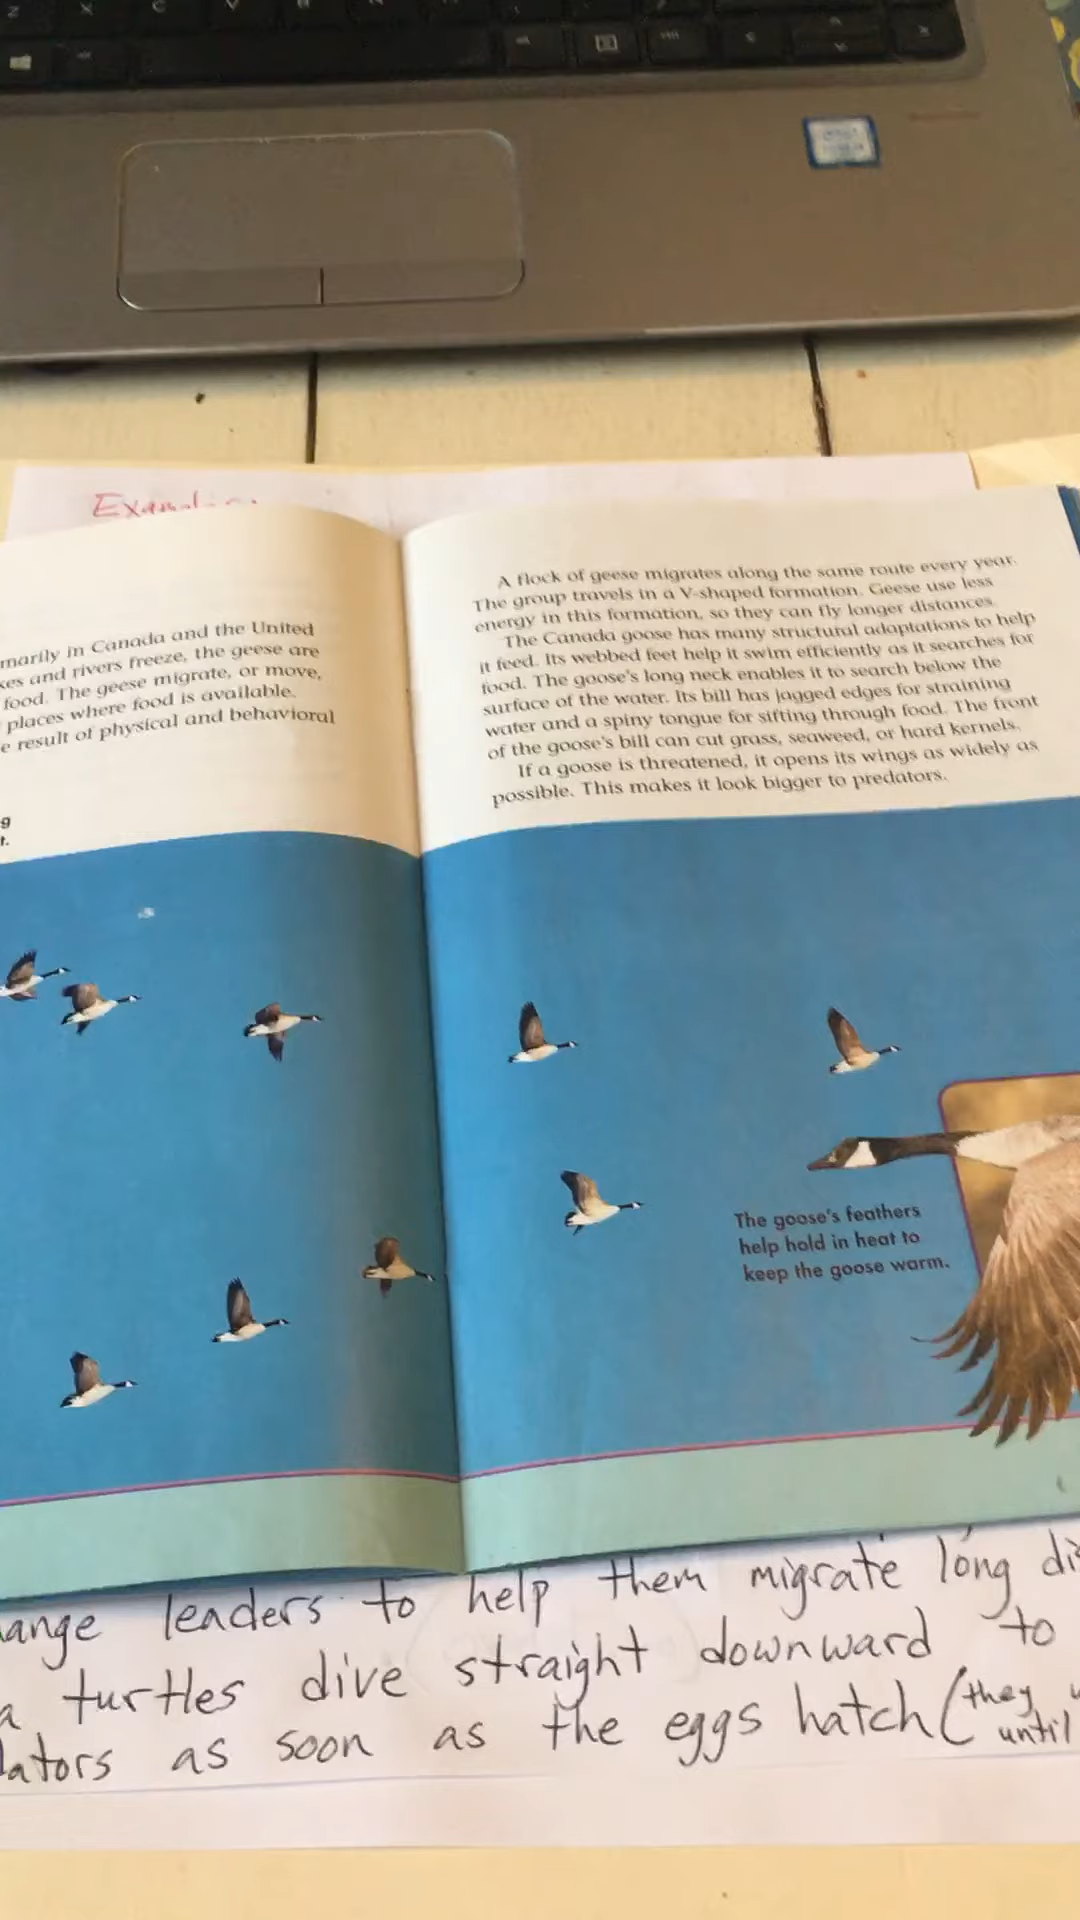 marily in Canada and the United
kes and rivers freeze, the geese are
food. The geese migrate, or move,
places where food is available.
e result of physical and behavioral
g
t.
A flock of geese migrates along the same route every year.
The group travels in a V-shaped formation. Geese use less
energy in this formation, so they can fly longer distances.
The Canada goose has many structural adaptations to help
it feed. Its webbed feet help it swim efficiently as it searches for
food. The goose's long neck enables it to search below the
surface of the water. Its bill has jagged edges for straining
water and a spiny tongue for sifting through food. The front
of the goose's bill can cut grass, seaweed, or hard kernels.
If a goose is threatened, it opens its wings as widely as
possible. This makes it look bigger to predators.
The goose's feathers
help hold in heat to
keep the goose warm.
ange leaders to help them migrate long di
a turtles dive straight downward to
lators as soon as the eggs hatch (they
until